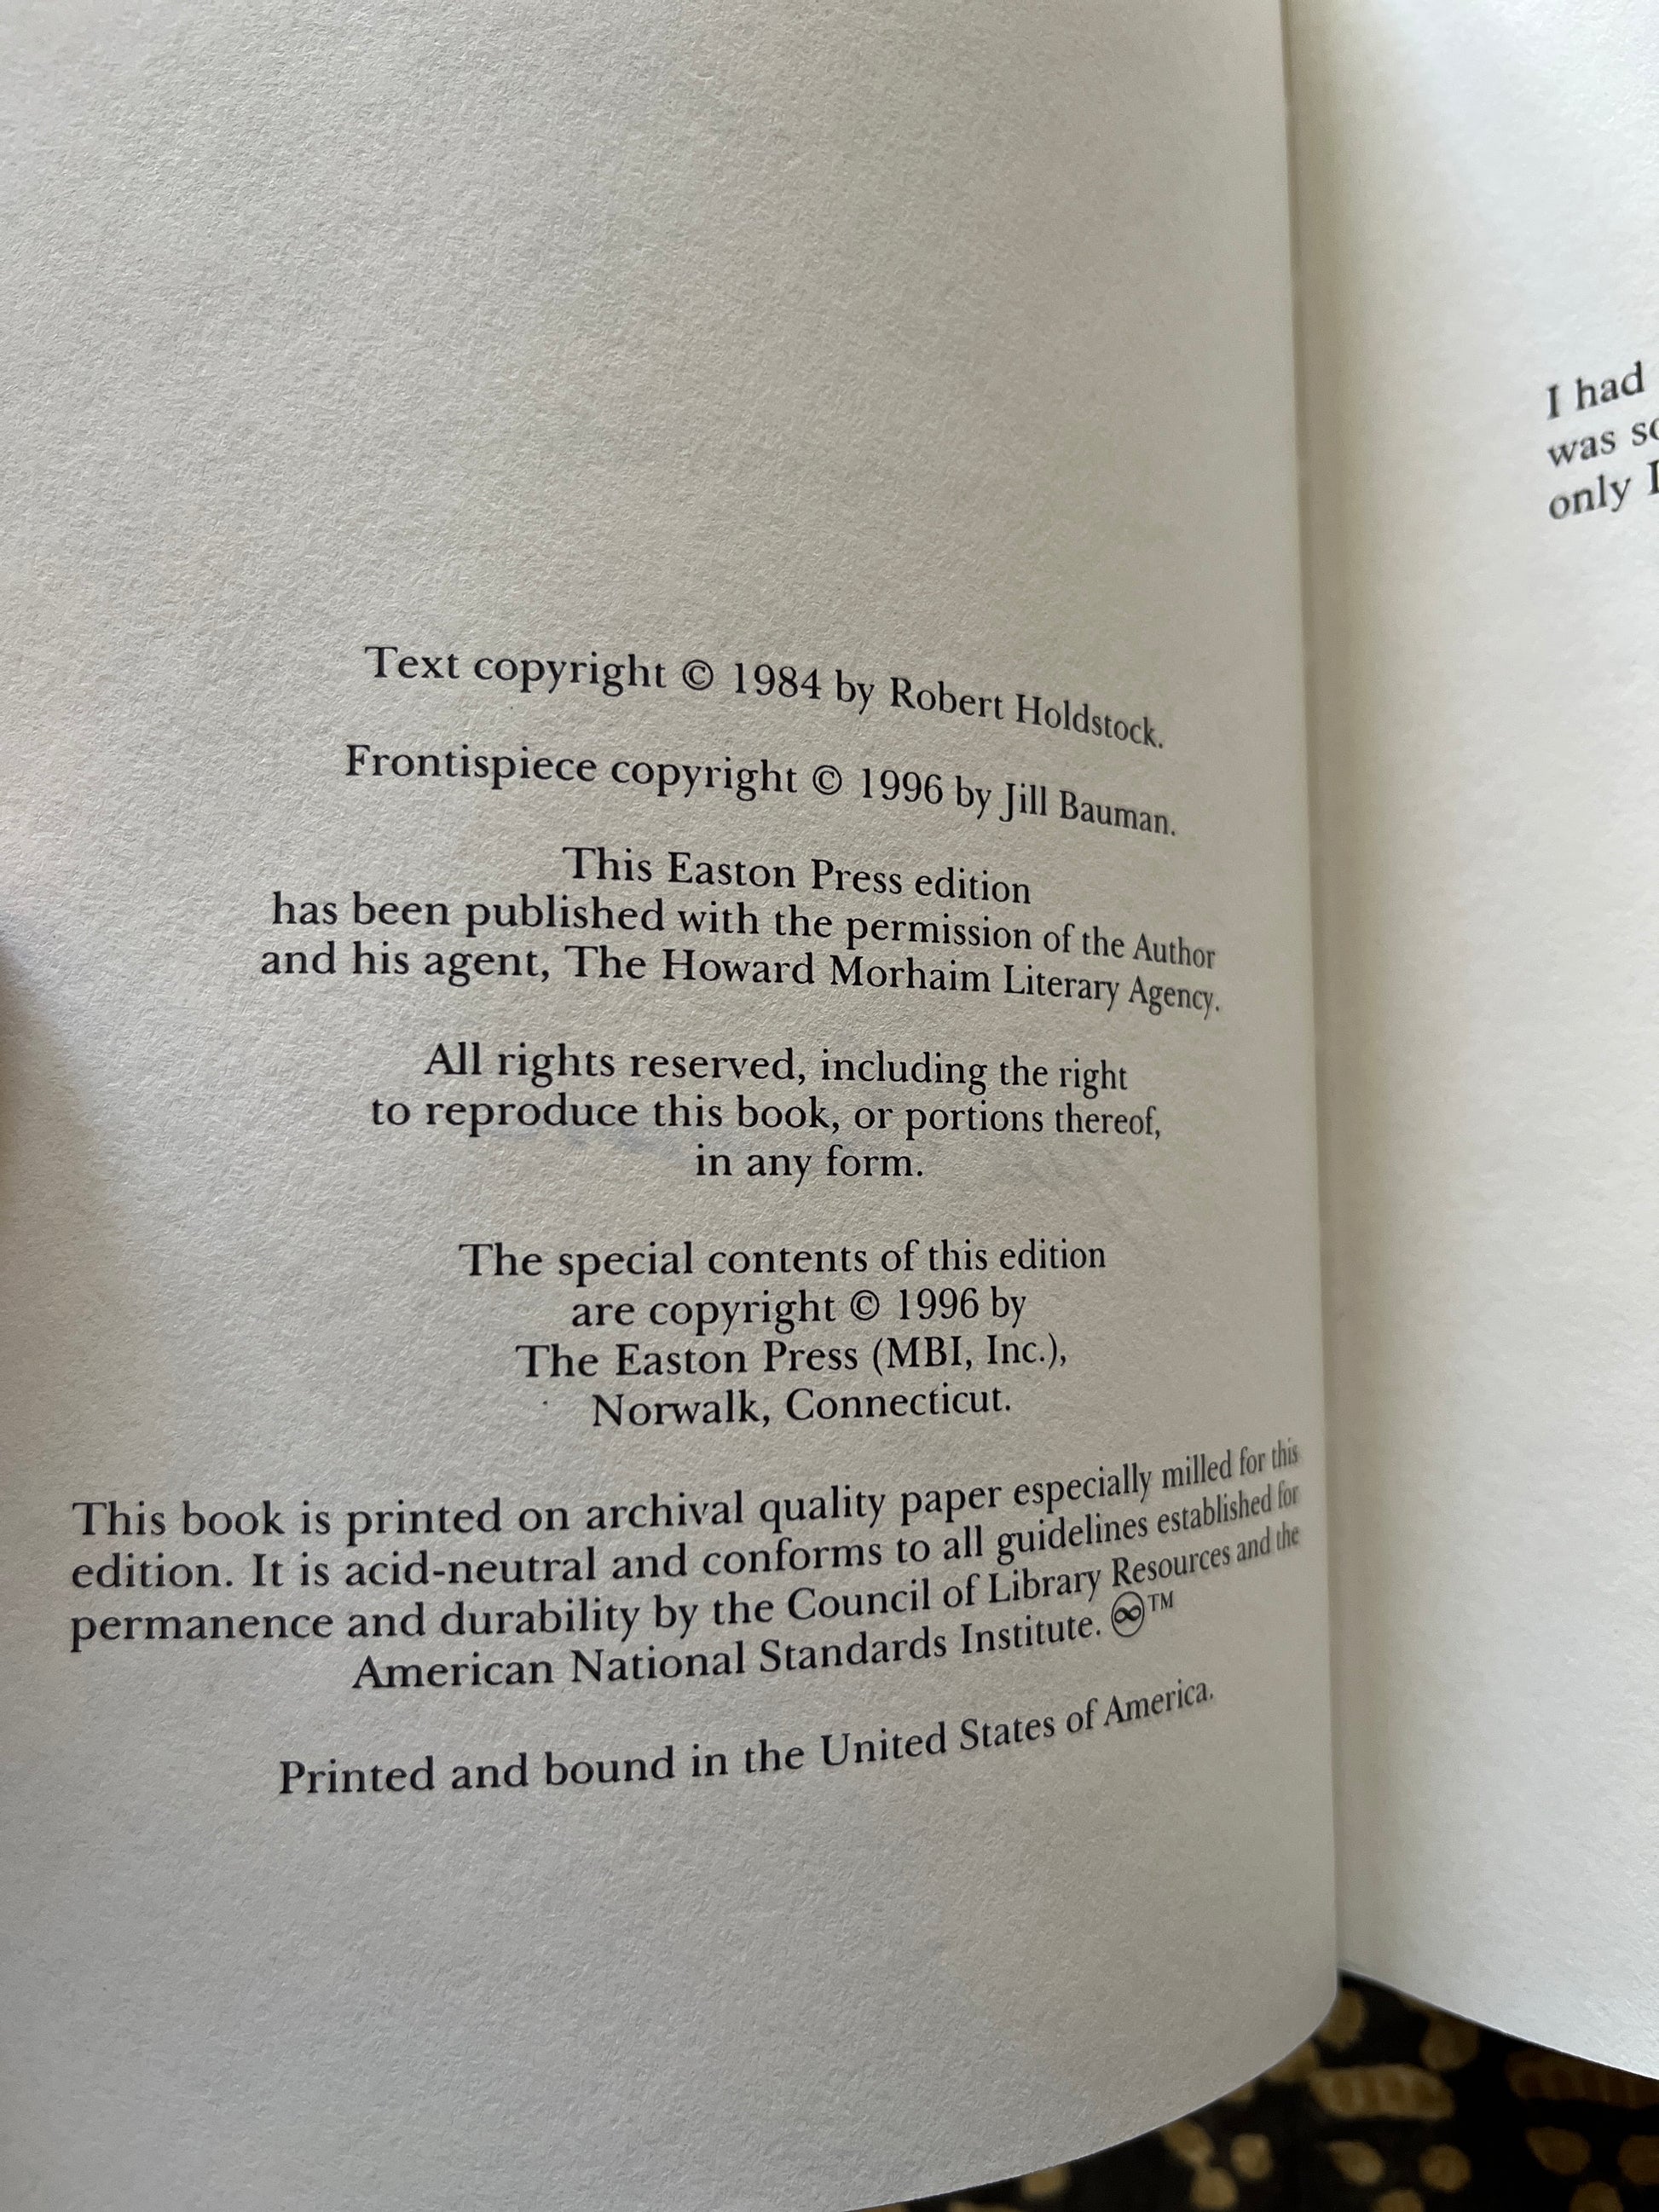 Text copyright © 1984 by Robert Holdstock.
Frontispiece copyright © 1996 by Jill Bauman.
This Easton Press edition
has been published with the permission of the Author
and his agent, The Howard Morhaim Literary Agency.
All rights reserved, including the right
to reproduce this book, or portions thereof,
in any form.
The special contents of this edition
are copyright © 1996 by
The Easton Press (MBI, Inc.),
Norwalk, Connecticut.
This book is printed on archival quality paper especially milled for this
edition. It is acid-neutral and conforms to all guidelines established for
permanence and durability by the Council of Library Resources and the
American National Standards Institute. ♾™
Printed and bound in the United States of America.
I had
was
only I